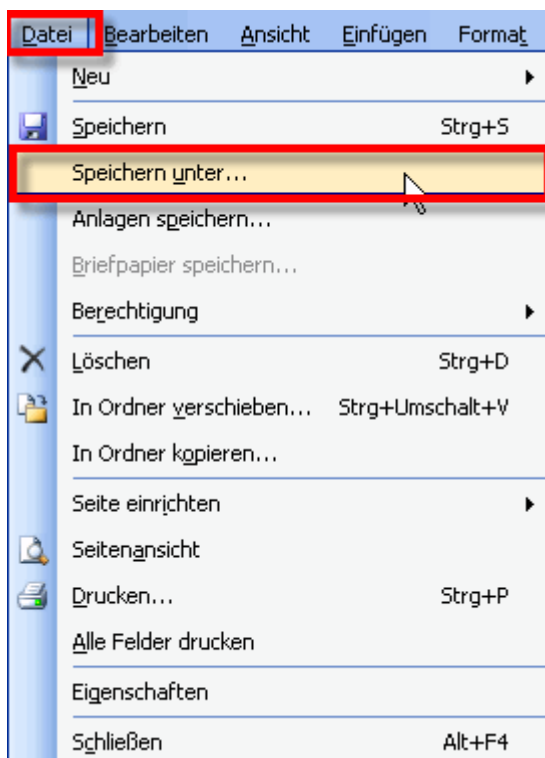 Datei Bearbeiten Ansicht Einfügen Format
Neu
Speichern Strg+S
Speichern unter...
Anlagen speichern...
Briefpapier speichern...
Berechtigung
Löschen Strg+D
In Ordner verschieben... Strg+Umschalt+V
In Ordner kopieren...
Seite einrichten
Seitenansicht
Drucken... Strg+P
Alle Felder drucken
Eigenschaften
Schließen Alt+F4